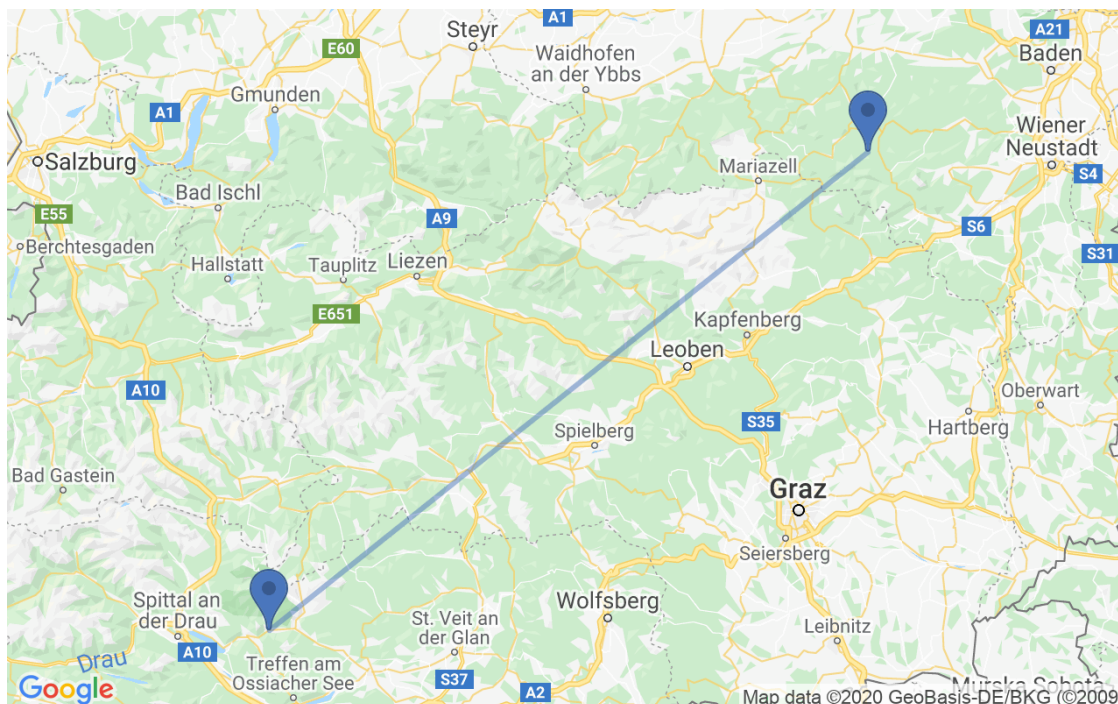 A1
Steyr
E60
Waidhofen
an der Ybbs
A21
Baden
Gmunden
A1
Salzburg
Wiener
Neustadt
Mariazell
S4
Bad Ischl
E55
A9
S6
Berchtesgaden
Hallstatt
Tauplitz
Liezen
S31
E651
Kapfenberg
Leoben
A10
Oberwart
S35
Hartberg
Spielberg
Bad Gastein
Graz
Seiersberg
Spittal an
der Drau
Wolfsberg
St. Veit an
der Glan
Leibnitz
A10
Drau
Treffen am
Ossiacher See
S37
A2
Murska Sobota
Google
Map data ©2020 GeoBasis-DE/BKG (©2009